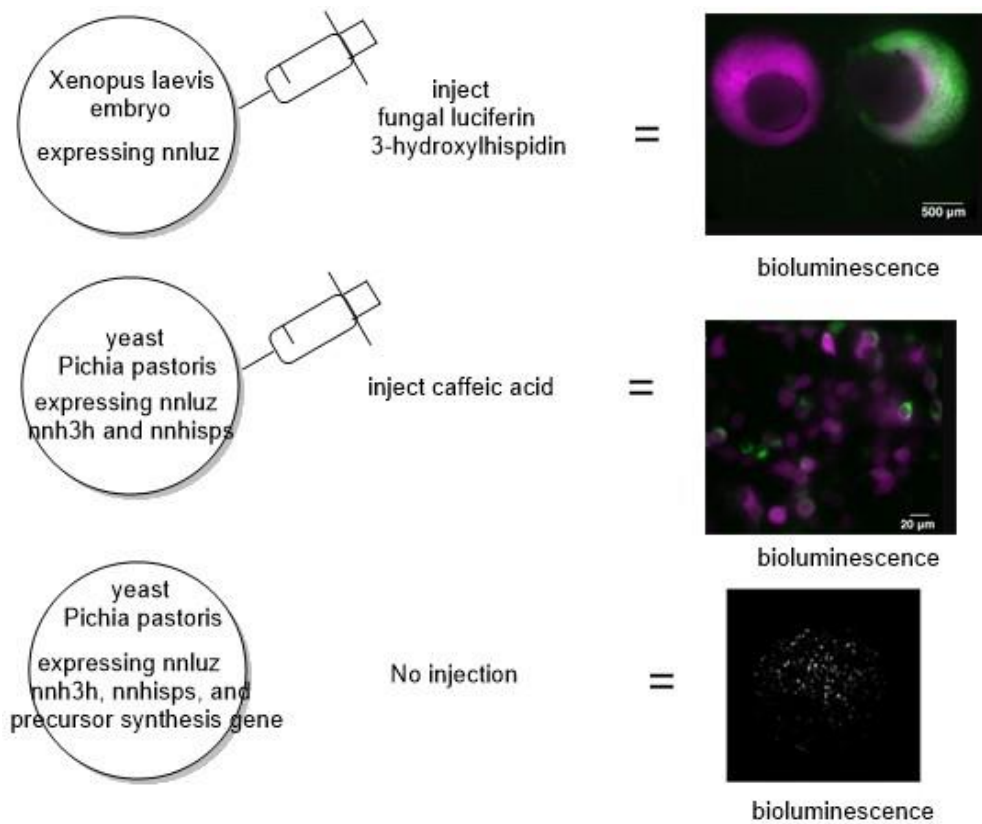 Xenopus laevis
embryo
expressing nnluz
inject
fungal luciferin
3-hydroxylhispidin
=
500 µm
bioluminescence
yeast
Pichia pastoris
expressing nnluz
nnh3h and nnhisps
inject caffeic acid
=
20 µm
bioluminescence
yeast
Pichia pastoris
expressing nnluz
nnh3h, nnhisps, and
precursor synthesis gene
No injection
=
bioluminescence